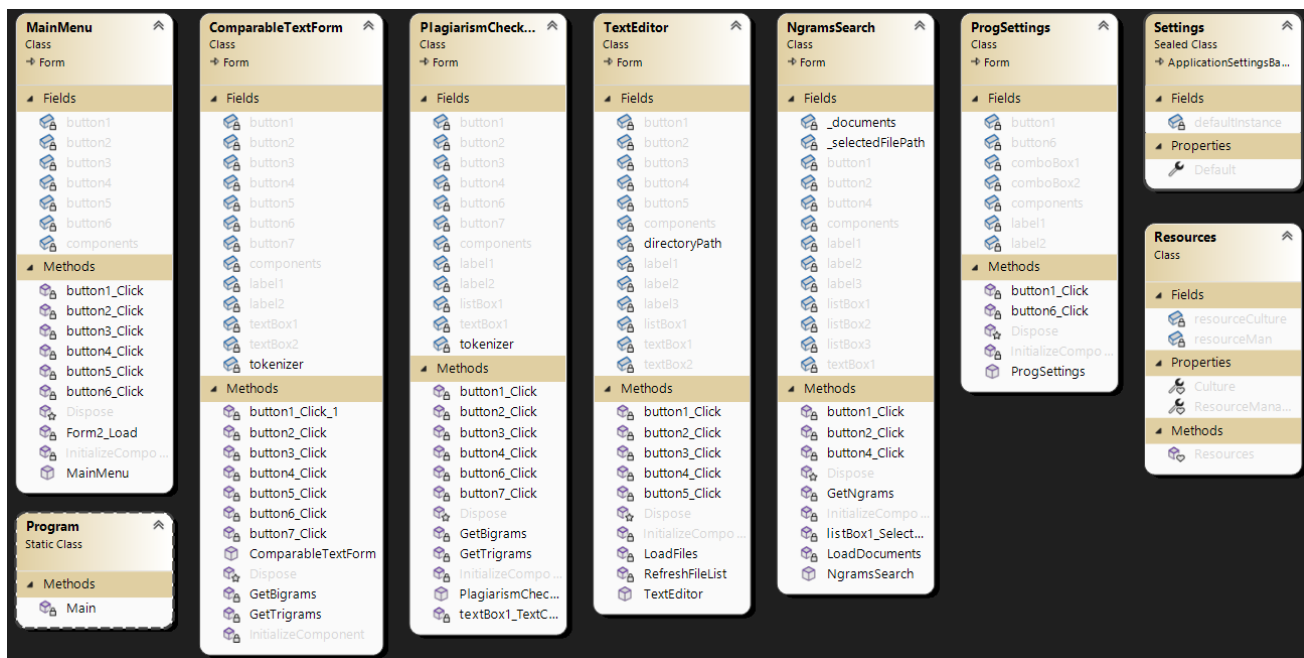 MainMenu
Class
Form
Fields
button1
button2
button3
button4
button5
button6
components
Methods
button1_Click
button2_Click
button3_Click
button4_Click
button5_Click
button6_Click
Dispose
Form2_Load
InitializeCompo...
MainMenu
Program
Static Class
Methods
Main
ComparableTextForm
Class
Form
Fields
button1
button2
button3
button4
button5
button6
button7
components
label1
label2
textBox1
textBox2
tokenizer
Methods
button1_Click_1
button2_Click
button3_Click
button4_Click
button5_Click
button6_Click
button7_Click
ComparableTextForm
Dispose
GetBigrams
GetTrigrams
InitializeComponent
PlagiarismCheck...
Class
Form
Fields
button1
button2
button3
button4
button6
button7
components
label1
label2
listBox1
textBox1
tokenizer
Methods
button1_Click
button2_Click
button3_Click
button4_Click
button6_Click
button7_Click
Dispose
GetBigrams
GetTrigrams
InitializeCompo...
PlagiarismChec...
textBox1_TextC...
TextEditor
Class
Form
Fields
button1
button2
button3
button4
button5
components
directoryPath
label1
label2
label3
listBox1
textBox1
textBox2
Methods
button1_Click
button2_Click
button3_Click
button4_Click
button5_Click
Dispose
InitializeCompo...
LoadFiles
RefreshFileList
TextEditor
NgramsSearch
Class
Form
Fields
_documents
_selectedFilePath
button1
button2
button4
components
label1
label2
label3
listBox1
listBox2
listBox3
textBox1
Methods
button1_Click
button2_Click
button4_Click
Dispose
GetNgrams
InitializeCompo...
listBox1_Select...
LoadDocuments
NgramsSearch
ProgSettings
Class
Form
Fields
button1
button6
comboBox1
comboBox2
components
label1
label2
Methods
button1_Click
button6_Click
Dispose
InitializeCompo...
ProgSettings
Settings
Sealed Class
ApplicationSettingsBa...
Fields
defaultInstance
Properties
Default
Resources
Class
Fields
resourceCulture
resourceMan
Properties
Culture
ResourceMana...
Methods
Resources